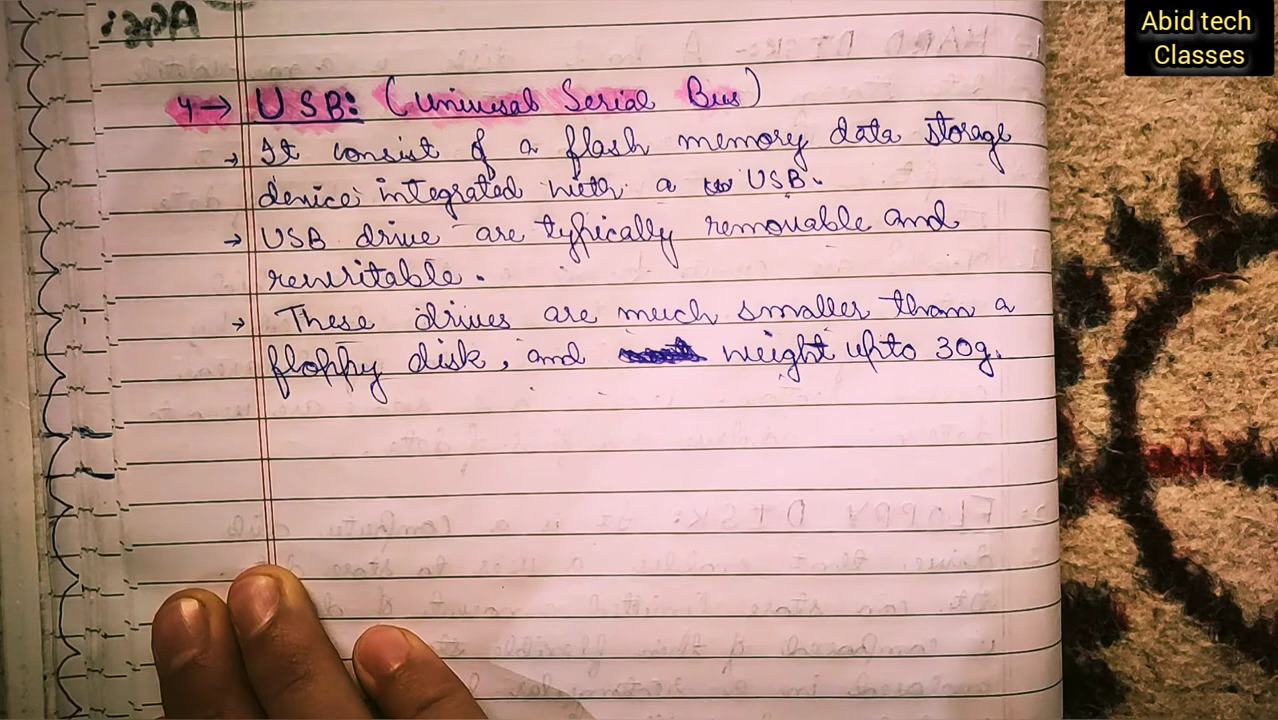 Abid tech
Classes
4→ USB: (Universal Serial Bus)
→ It consist of a flash memory data storage
device integrated with a USB.
→ USB drive are typically removable and
rewritable.
→ These drives are much smaller than a
floppy disk, and weight upto 30g.